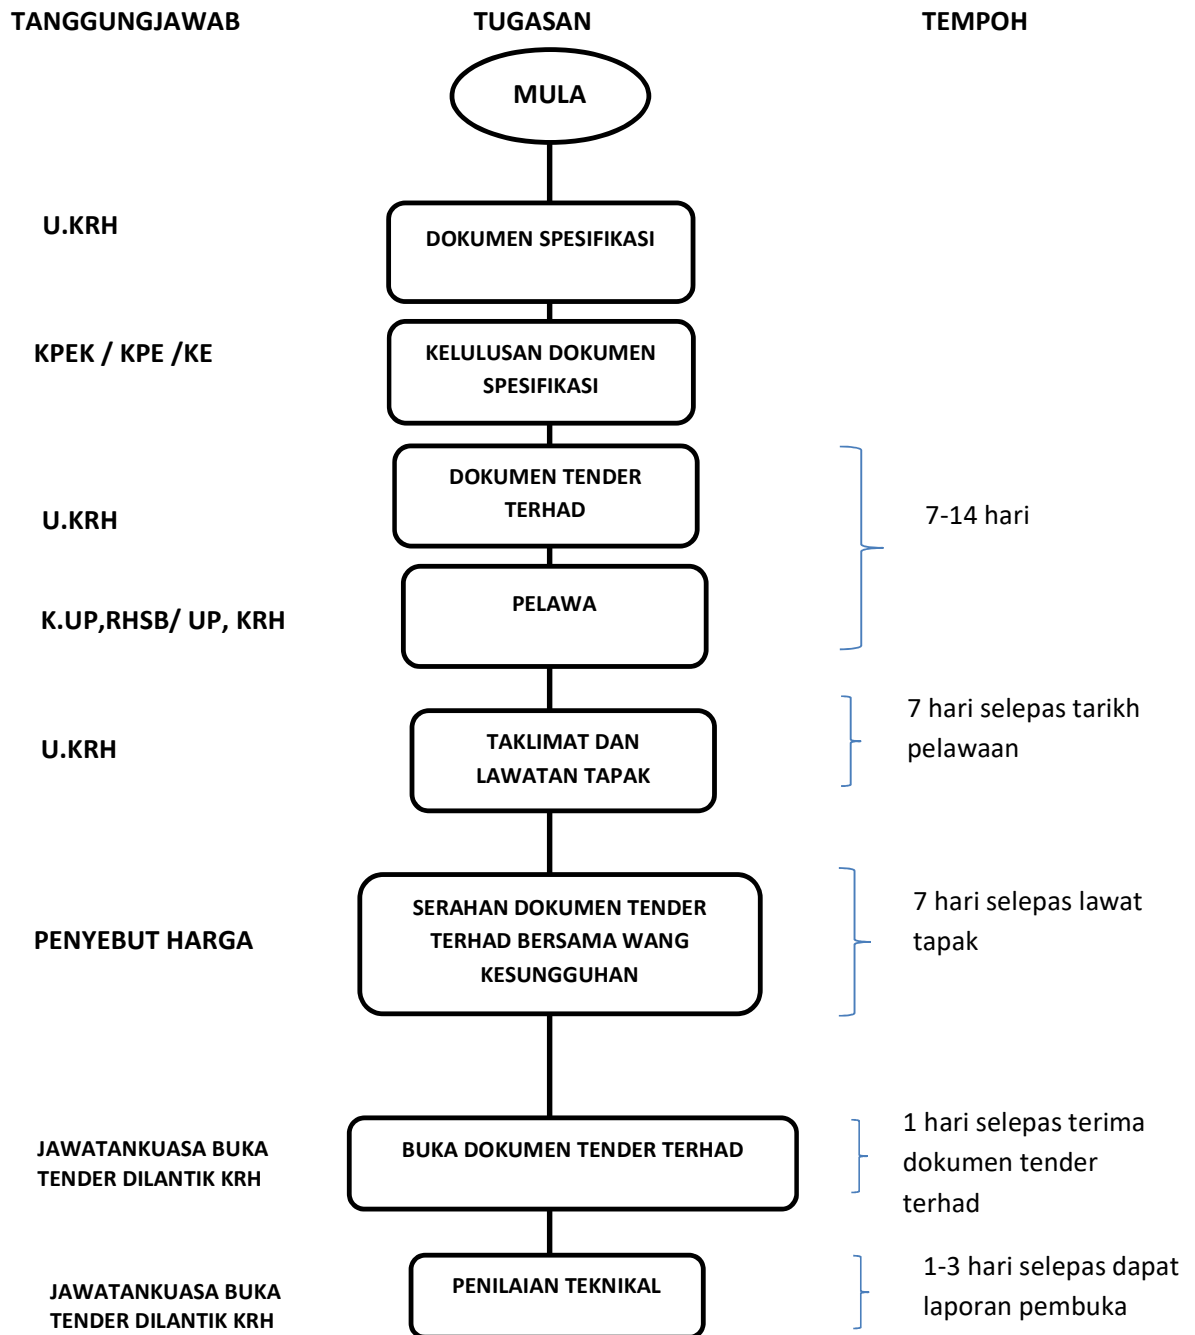 TANGGUNGJAWAB TUGASAN TEMPOH
MULA
U.KRH
DOKUMEN SPESIFIKASI
KPEK / KPE /KE
KELULUSAN DOKUMEN
SPESIFIKASI
DOKUMEN TENDER
TERHAD
U.KRH
7-14 hari
PELAWA
K.UP,RHSB/ UP, KRH
U.KRH
TAKLIMAT DAN
LAWATAN TAPAK
7 hari selepas tarikh
pelawaan
PENYEBUT HARGA
SERAHAN DOKUMEN TENDER
TERHAD BERSAMA WANG
KESUNGGUHAN
7 hari selepas lawat
tapak
JAWATANKUASA BUKA
TENDER DILANTIK KRH
BUKA DOKUMEN TENDER TERHAD
1 hari selepas terima
dokumen tender
terhad
JAWATANKUASA BUKA
TENDER DILANTIK KRH
PENILAIAN TEKNIKAL
1-3 hari selepas dapat
laporan pembuka